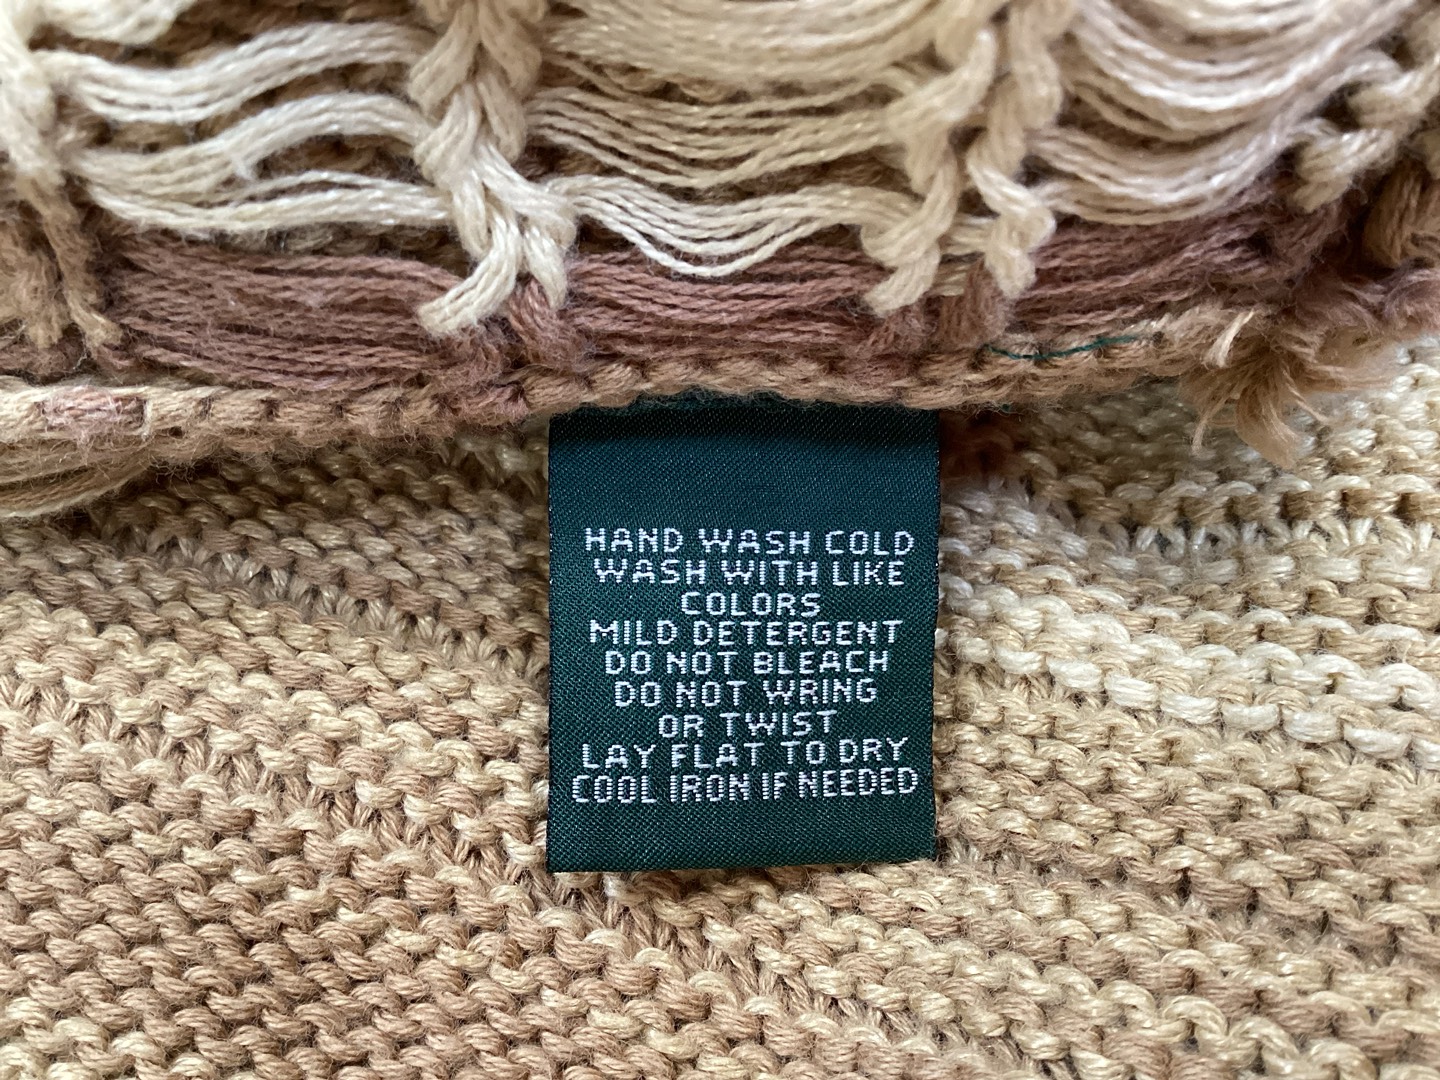 HAND WASH COLD
WASH WITH LIKE
COLORS
MILD DETERGENT
DO NOT BLEACH
DO NOT WRING
OR TWIST
LAY FLAT TO DRY
COOL IRON IF NEEDED